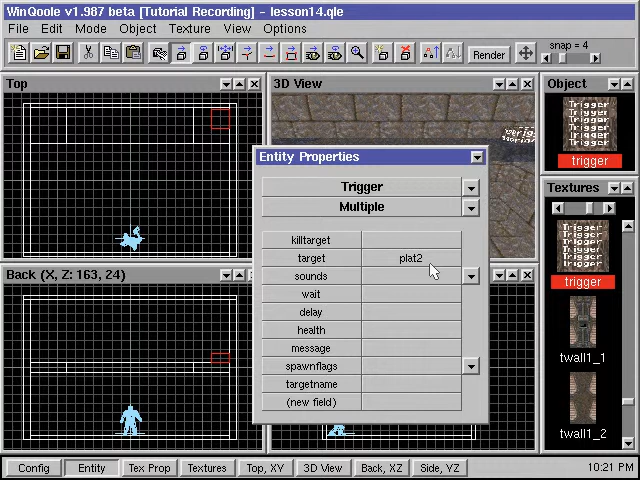 WinQoole v1.987 beta [Tutorial Recording] - lesson14.qle
File Edit Mode Object Texture View Options
Render
snap = 4
Top
3D View
Object
Trigger
Trigger
Trigger
Trigger
Trigger
trigger
Entity Properties
Trigger
Multiple
killtarget
target plat2
sounds
wait
delay
health
message
spawnflags
targetname
(new field)
Textures
Trigger
Trigger
Trigger
Trigger
Trigger
trigger
twall1_1
twall1_2
Back (X, Z: 163, 24)
Config Entity Tex Prop Textures Top, XY 3D View Back, XZ Side, YZ 10:21 PM